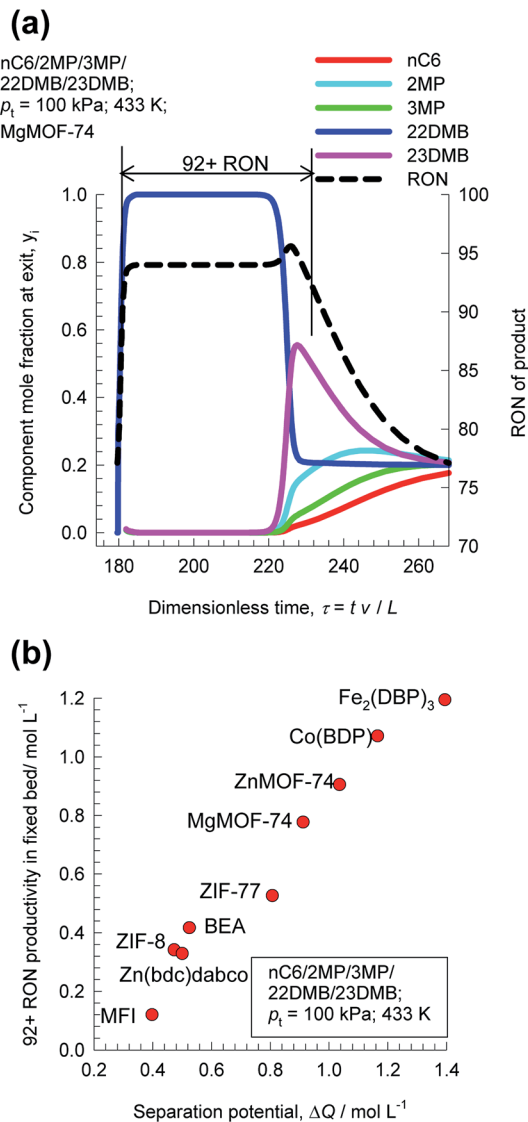 (a)
nC6/2MP/3MP/
22DMB/23DMB;
pt = 100 kPa; 433 K;
MgMOF-74
nC6
2MP
3MP
22DMB
23DMB
RON
92+ RON
Component mole fraction at exit, yi
1.0
0.8
0.6
0.4
0.2
0.0
100
95
90
85
80
75
70
RON of product
180
200
220
240
260
Dimensionless time, τ = t v / L
(b)
92+ RON productivity in fixed bed/ mol L-1
1.2
1.0
0.8
0.6
0.4
0.2
0.0
Fe2(DBP)3
Co(BDP)
ZnMOF-74
MgMOF-74
ZIF-77
BEA
ZIF-8
Zn(bdc)dabco
MFI
nC6/2MP/3MP/
22DMB/23DMB;
pt = 100 kPa; 433 K
0.2
0.4
0.6
0.8
1.0
1.2
1.4
Separation potential, ΔQ / mol L-1